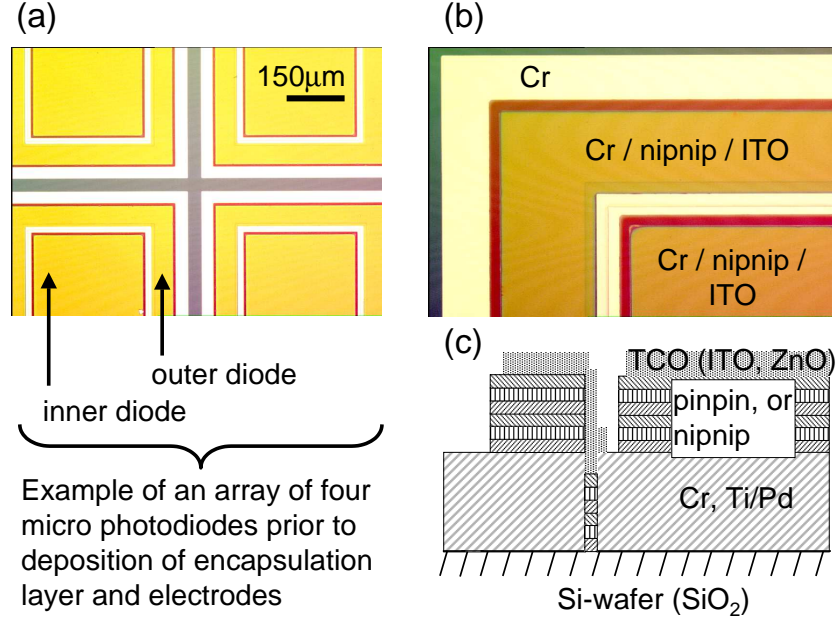 (a)
150μm
outer diode
inner diode
Example of an array of four
micro photodiodes prior to
deposition of encapsulation
layer and electrodes
(b)
Cr
Cr / nipnip / ITO
Cr / nipnip /
ITO
(c)
TCO (ITO, ZnO)
pinpin, or
nipnip
Cr, Ti/Pd
Si-wafer (SiO₂)